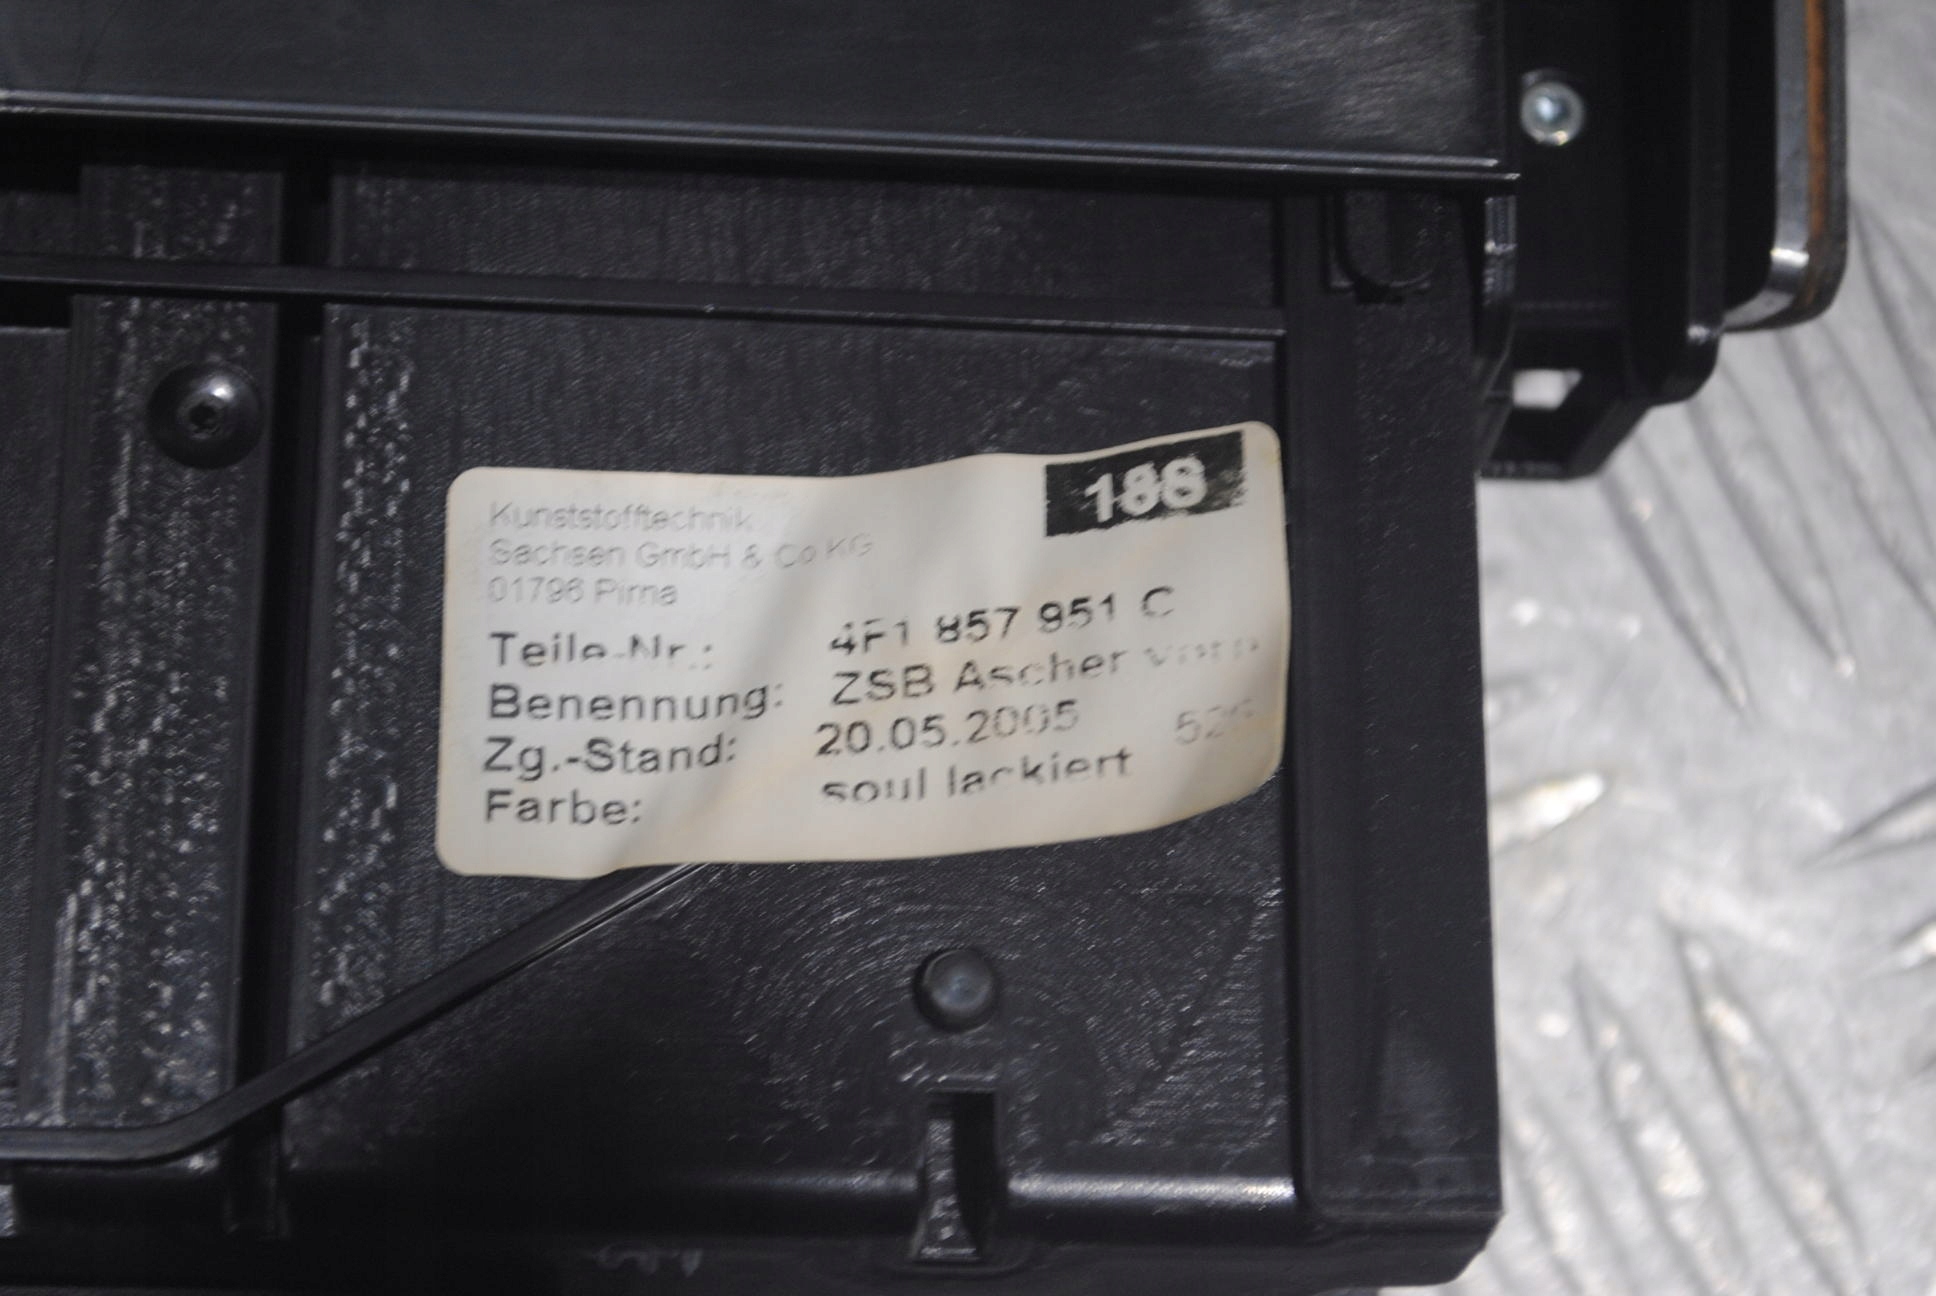 188
Kunststofftechnik
Sachsen GmbH & Co KG
01796 Pirna
Teile-Nr.: 4F1 857 951 C
Benennung: ZSB Ascher vorn
Zg.-Stand: 20.05.2005
Farbe: soul lackiert